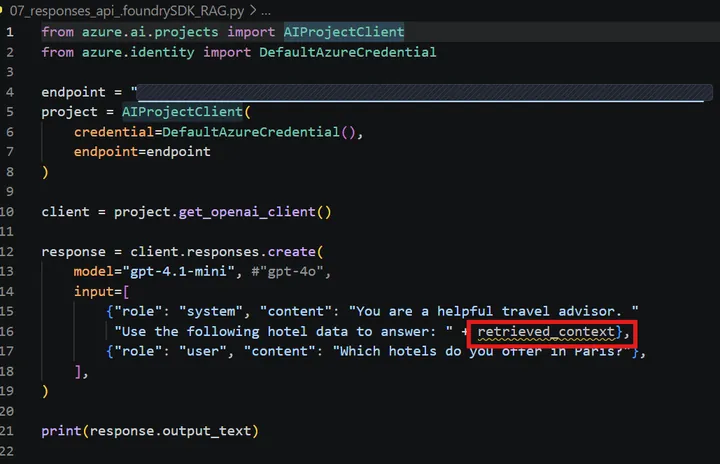 07_responses_api_foundrySDK_RAG.py > ...
1 from azure.ai.projects import AIProjectClient
2 from azure.identity import DefaultAzureCredential
3
4 endpoint = "
5 project = AIProjectClient(
6     credential=DefaultAzureCredential(),
7     endpoint=endpoint
8 )
9
10 client = project.get_openai_client()
11
12 response = client.responses.create(
13     model="gpt-4.1-mini", #"gpt-4o",
14     input=[
15         {"role": "system", "content": "You are a helpful travel advisor. "
16          "Use the following hotel data to answer: " + retrieved_context},
17         {"role": "user", "content": "Which hotels do you offer in Paris?"},
18     ],
19 )
20
21 print(response.output_text)
22